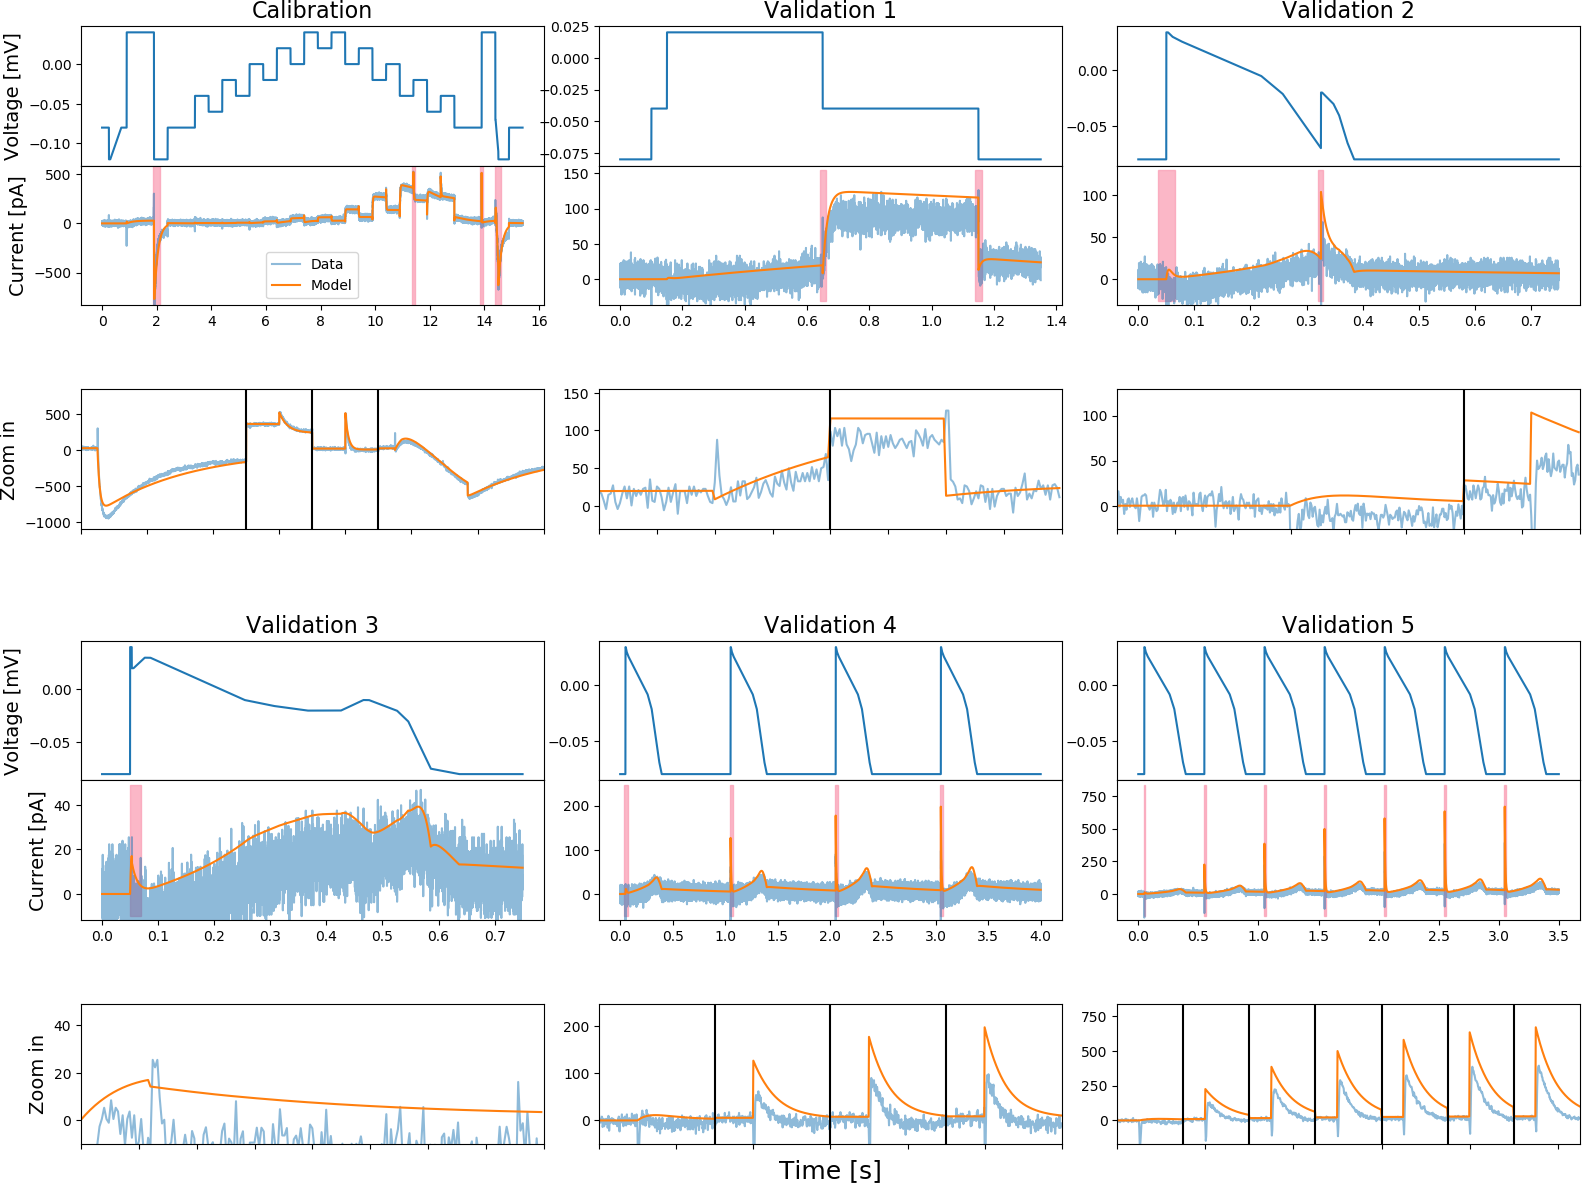 Calibration
Validation 1
Validation 2
Voltage [mV]
0.00
−0.05
−0.10
0.025
0.000
−0.025
−0.050
−0.075
0.00
−0.05
Current [pA]
500
0
−500
Data
Model
150
100
50
0
100
50
0
0 2 4 6 8 10 12 14 16
0.0 0.2 0.4 0.6 0.8 1.0 1.2 1.4
0.0 0.1 0.2 0.3 0.4 0.5 0.6 0.7
Zoom in
500
0
−500
−1000
150
100
50
0
100
50
0
Validation 3
Validation 4
Validation 5
Voltage [mV]
0.00
−0.05
0.00
−0.05
0.00
−0.05
Current [pA]
40
20
0
200
100
0
750
500
250
0
0.0 0.1 0.2 0.3 0.4 0.5 0.6 0.7
0.0 0.5 1.0 1.5 2.0 2.5 3.0 3.5 4.0
0.0 0.5 1.0 1.5 2.0 2.5 3.0 3.5
Zoom in
40
20
0
200
100
0
750
500
250
0
Time [s]